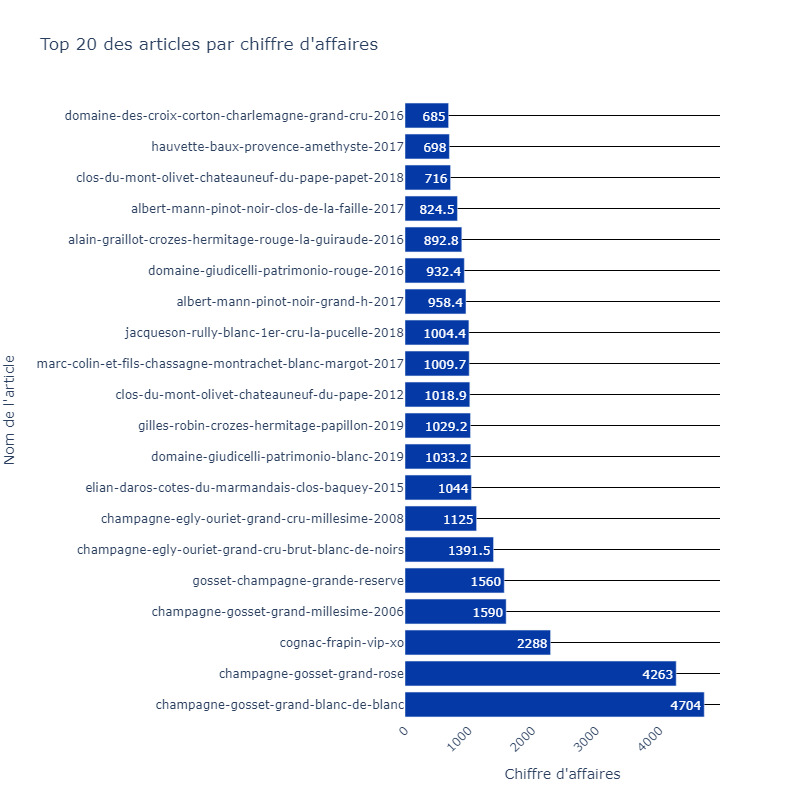 Top 20 des articles par chiffre d'affaires
Nom de l'article
domaine-des-croix-corton-charlemagne-grand-cru-2016 685
hauvette-baux-provence-amethyste-2017 698
clos-du-mont-olivet-chateauneuf-du-pape-papet-2018 716
albert-mann-pinot-noir-clos-de-la-faille-2017 824.5
alain-graillot-crozes-hermitage-rouge-la-guiraude-2016 892.8
domaine-giudicelli-patrimonio-rouge-2016 932.4
albert-mann-pinot-noir-grand-h-2017 958.4
jacqueson-rully-blanc-1er-cru-la-pucelle-2018 1004.4
marc-colin-et-fils-chassagne-montrachet-blanc-margot-2017 1009.7
clos-du-mont-olivet-chateauneuf-du-pape-2012 1018.9
gilles-robin-crozes-hermitage-papillon-2019 1029.2
domaine-giudicelli-patrimonio-blanc-2019 1033.2
elian-daros-cotes-du-marmandais-clos-baquey-2015 1044
champagne-egly-ouriet-grand-cru-millesime-2008 1125
champagne-egly-ouriet-grand-cru-brut-blanc-de-noirs 1391.5
gosset-champagne-grande-reserve 1560
champagne-gosset-grand-millesime-2006 1590
cognac-frapin-vip-xo 2288
champagne-gosset-grand-rose 4263
champagne-gosset-grand-blanc-de-blanc 4704
0 1000 2000 3000 4000
Chiffre d'affaires